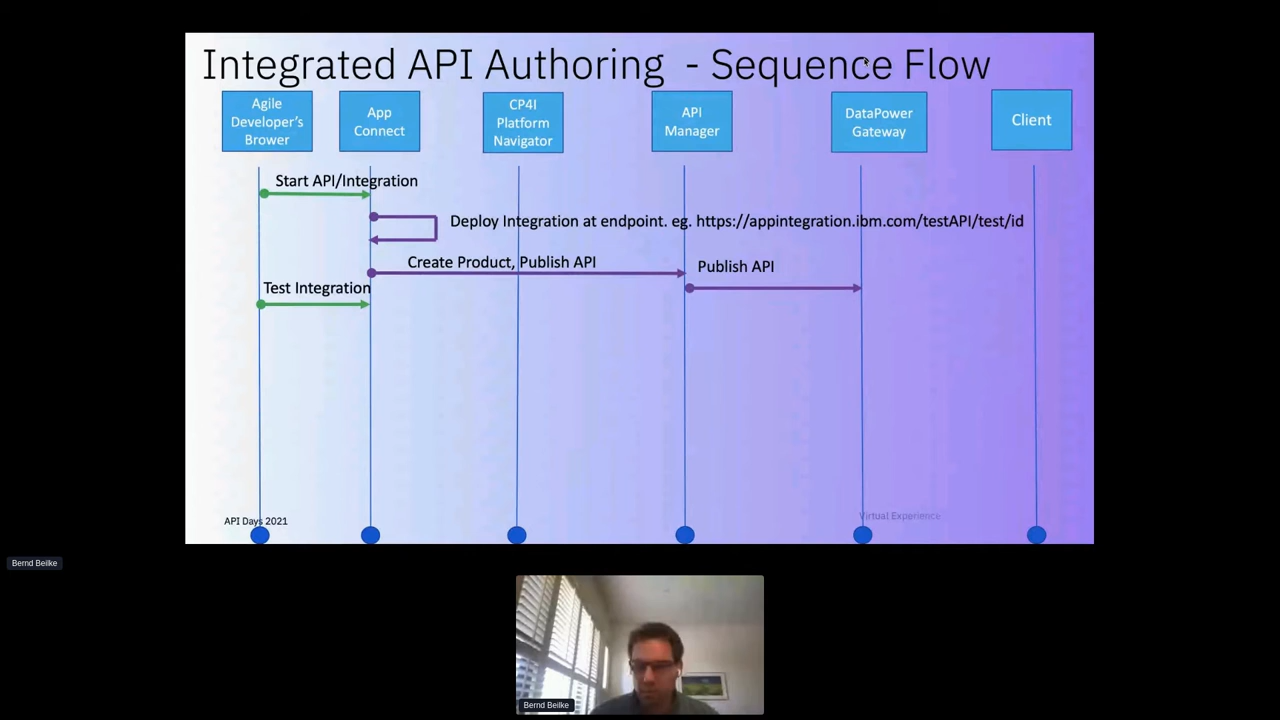 Integrated API Authoring - Sequence Flow
Agile
Developer's
Brower
App
Connect
CP4I
Platform
Navigator
API
Manager
DataPower
Gateway
Client
Start API/Integration
Deploy Integration at endpoint. eg. https://appintegration.ibm.com/testAPI/test/id
Create Product, Publish API
Publish API
Test Integration
API Days 2021
Virtual Experience
Bernd Beilke
Bernd Beilke